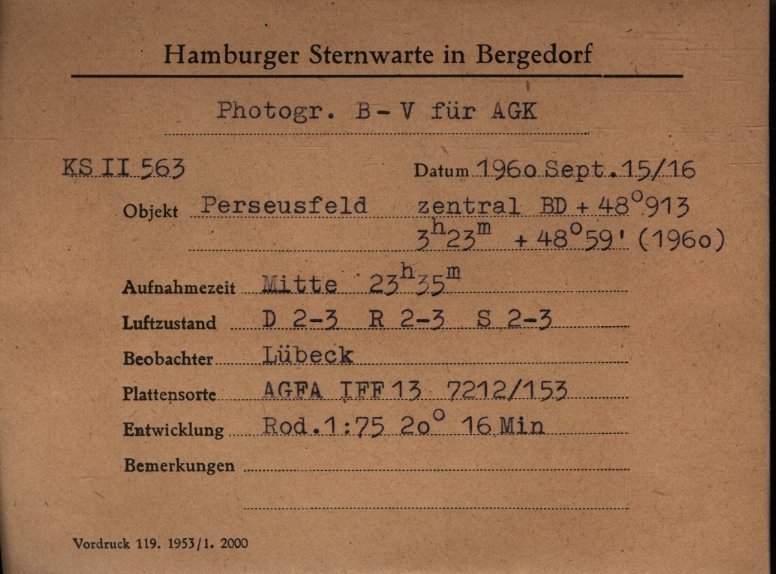 Hamburger Sternwarte in Bergedorf
Photogr. B-V für AGK
KS II 563 Datum 1960 Sept. 15/16
Objekt Perseusfeld zentral BD + 48°913
3h23m + 48°59' (1960)
Aufnahmezeit Mitte 23h35m
Luftzustand D 2-3 R 2-3 S 2-3
Beobachter Lübeck
Plattensorte AGFA IFF 13 7212/153
Entwicklung Rod. 1:75 20° 16 Min
Bemerkungen
Vordruck 119. 1953/1. 2000